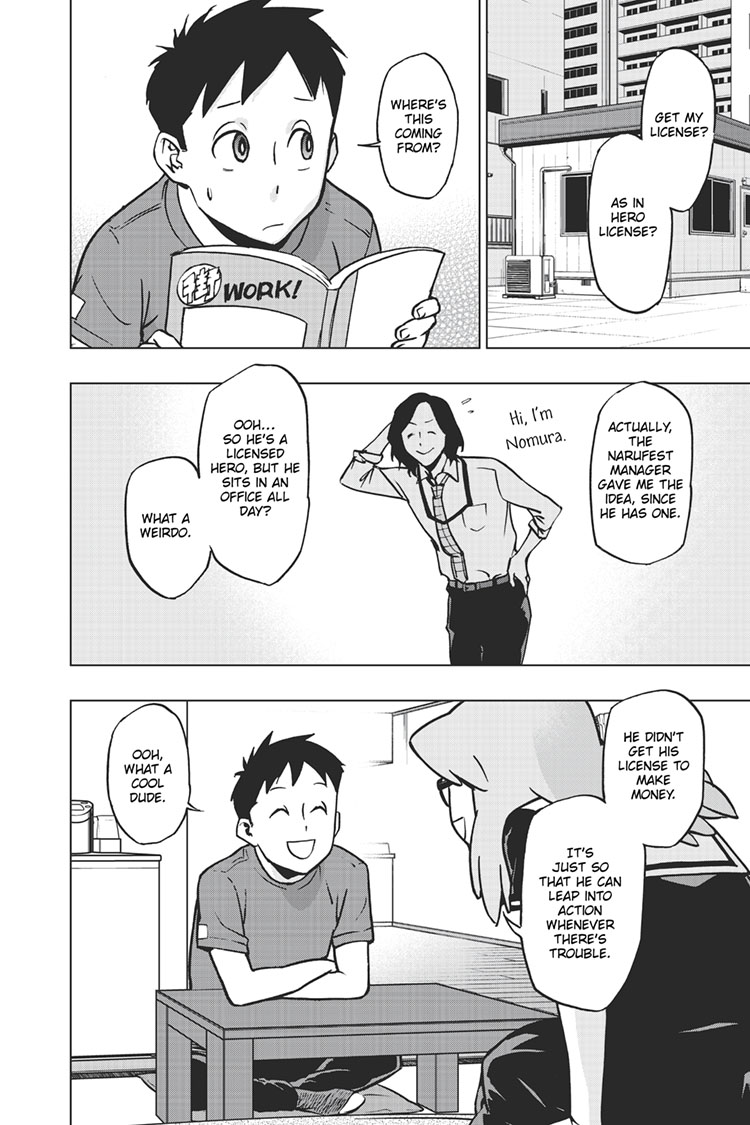 GET MY
LICENSE?
AS IN
HERO
LICENSE?
WHERE'S
THIS
COMING
FROM?
WORK!
ACTUALLY,
THE
NARUFEST
MANAGER
GAVE ME THE
IDEA, SINCE
HE HAS ONE.
Hi, I'm
Nomura.
OOH...
SO HE'S A
LICENSED
HERO, BUT HE
SITS IN AN
OFFICE ALL
DAY?
WHAT A
WEIRDO.
HE DIDN'T
GET HIS
LICENSE TO
MAKE
MONEY.
IT'S
JUST SO
THAT HE CAN
LEAP INTO
ACTION
WHENEVER
THERE'S
TROUBLE.
OOH,
WHAT A
COOL
DUDE.